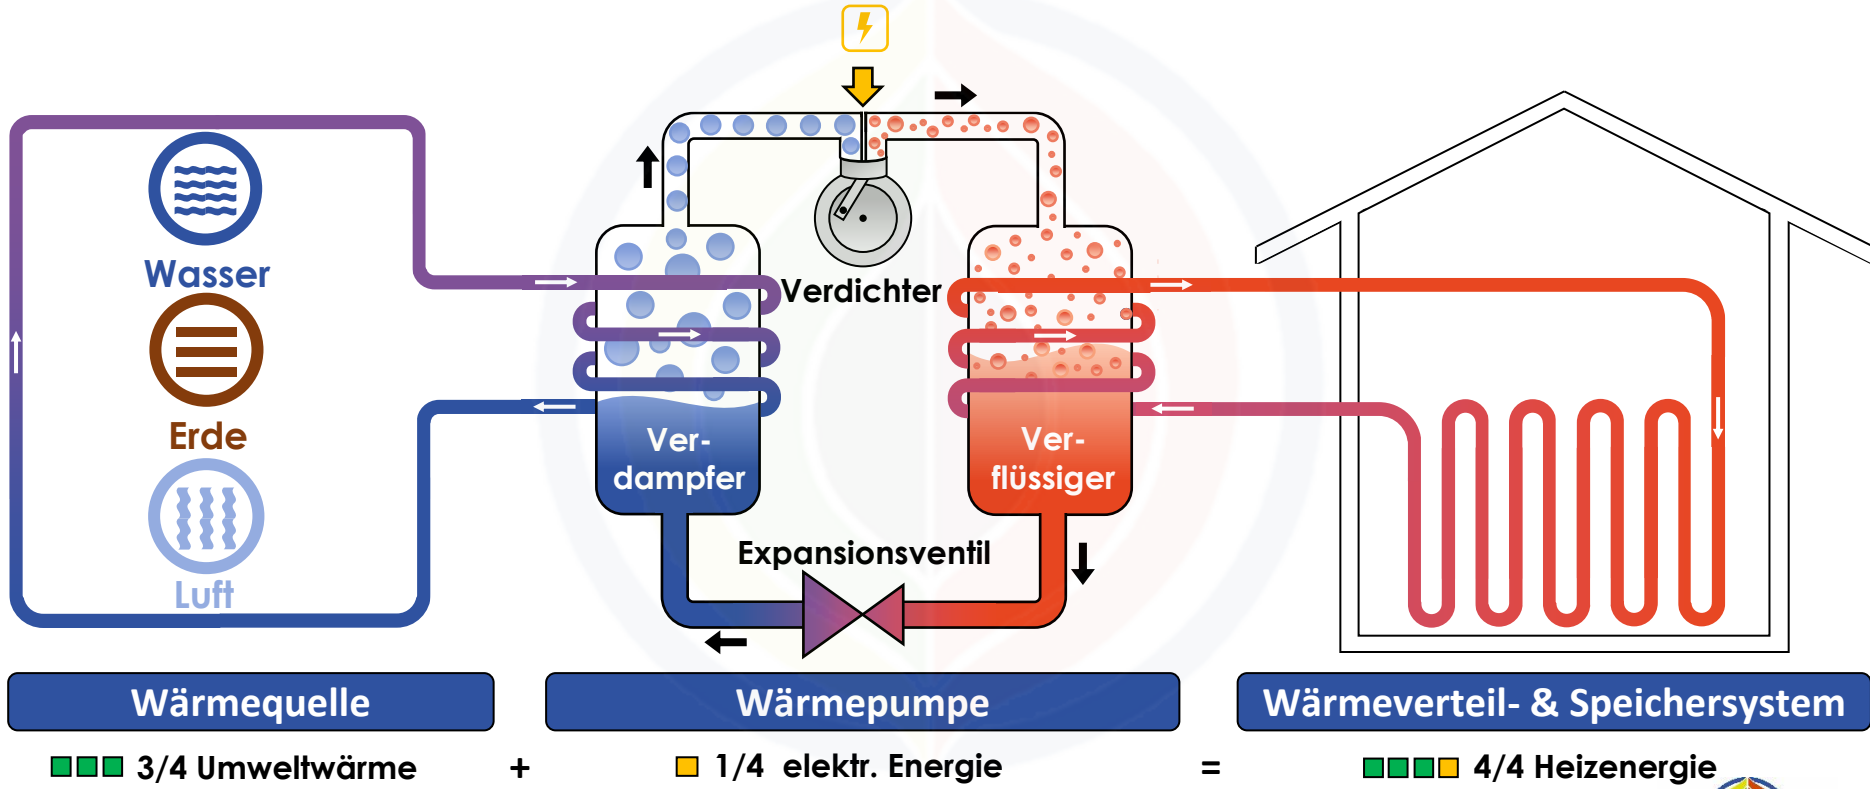 Wasser
Erde
Luft
Verdichter
Ver-
dampfer
Ver-
flüssiger
Expansionsventil
Wärmequelle
Wärmepumpe
Wärmeverteil- & Speichersystem
3/4 Umweltwärme + 1/4 elektr. Energie = 4/4 Heizenergie